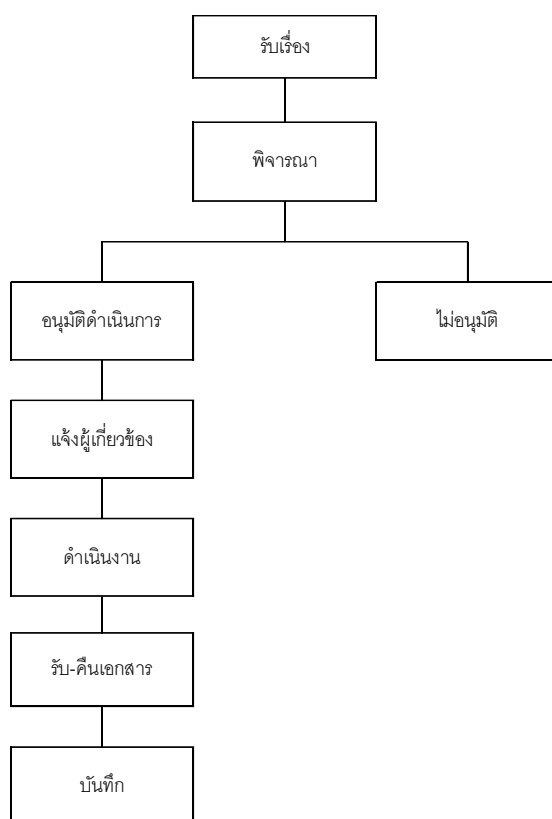 รับเรื่อง
พิจารณา
อนุมัติดำเนินการ
ไม่อนุมัติ
แจ้งผู้เกี่ยวข้อง
ดำเนินงาน
รับ-คืนเอกสาร
บันทึก